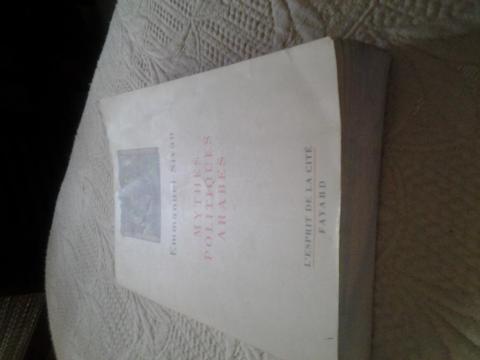 Emmanuel Sivan
MYTHES
POLITIQUES
ARABES
L'ESPRIT DE LA CITÉ
FAYARD